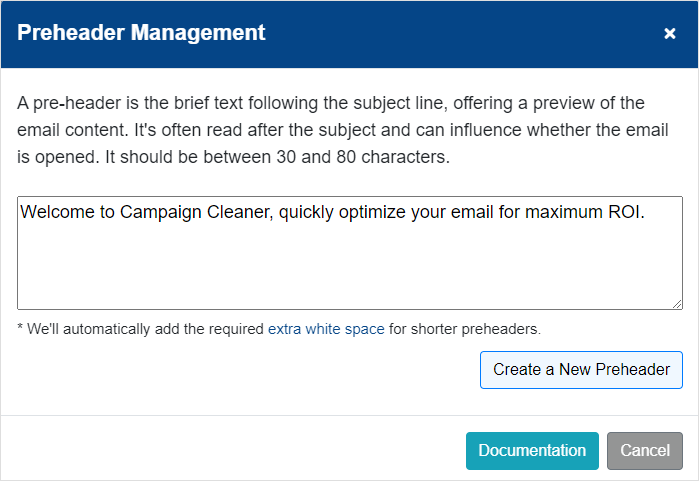 Preheader Management
×
A pre-header is the brief text following the subject line, offering a preview of the
email content. It's often read after the subject and can influence whether the email
is opened. It should be between 30 and 80 characters.
Welcome to Campaign Cleaner, quickly optimize your email for maximum ROI.
* We'll automatically add the required extra white space for shorter preheaders.
Create a New Preheader
Documentation
Cancel